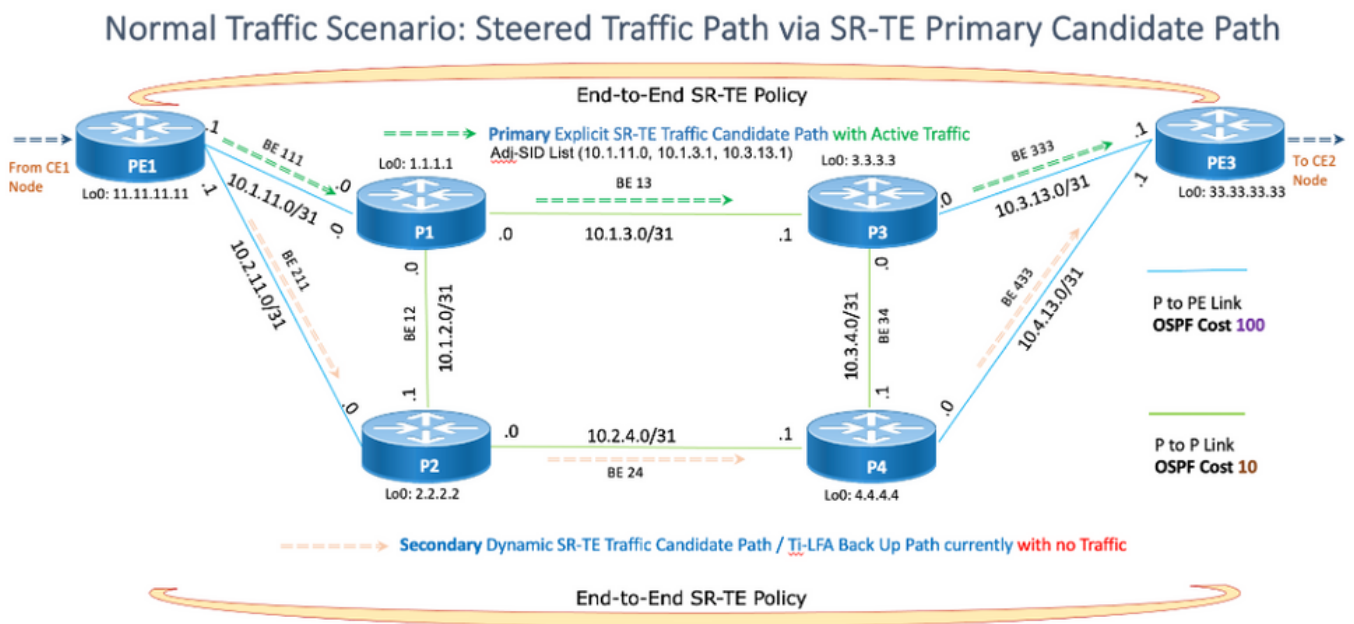 Normal Traffic Scenario: Steered Traffic Path via SR-TE Primary Candidate Path
End-to-End SR-TE Policy
Primary Explicit SR-TE Traffic Candidate Path with Active Traffic
Adj-SID List (10.1.11.0, 10.1.3.1, 10.3.13.1)
From CE1
Node
PE1
Lo0: 11.11.11.11
.1
.1
BE 111
10.1.11.0/31
.0
.0
Lo0: 1.1.1.1
P1
.0
BE 13
10.1.3.0/31
.1
Lo0: 3.3.3.3
P3
.0
BE 333
10.3.13.0/31
.1
.1
PE3
Lo0: 33.33.33.33
To CE2
Node
BE 211
10.2.11.0/31
.0
.0
BE 12
10.1.2.0/31
.1
.0
10.3.4.0/31
BE 34
.1
BE 433
10.4.13.0/31
.0
P to PE Link
OSPF Cost 100
P2
Lo0: 2.2.2.2
.0
10.2.4.0/31
BE 24
.1
P4
Lo0: 4.4.4.4
P to P Link
OSPF Cost 10
Secondary Dynamic SR-TE Traffic Candidate Path / Ti-LFA Back Up Path currently with no Traffic
End-to-End SR-TE Policy